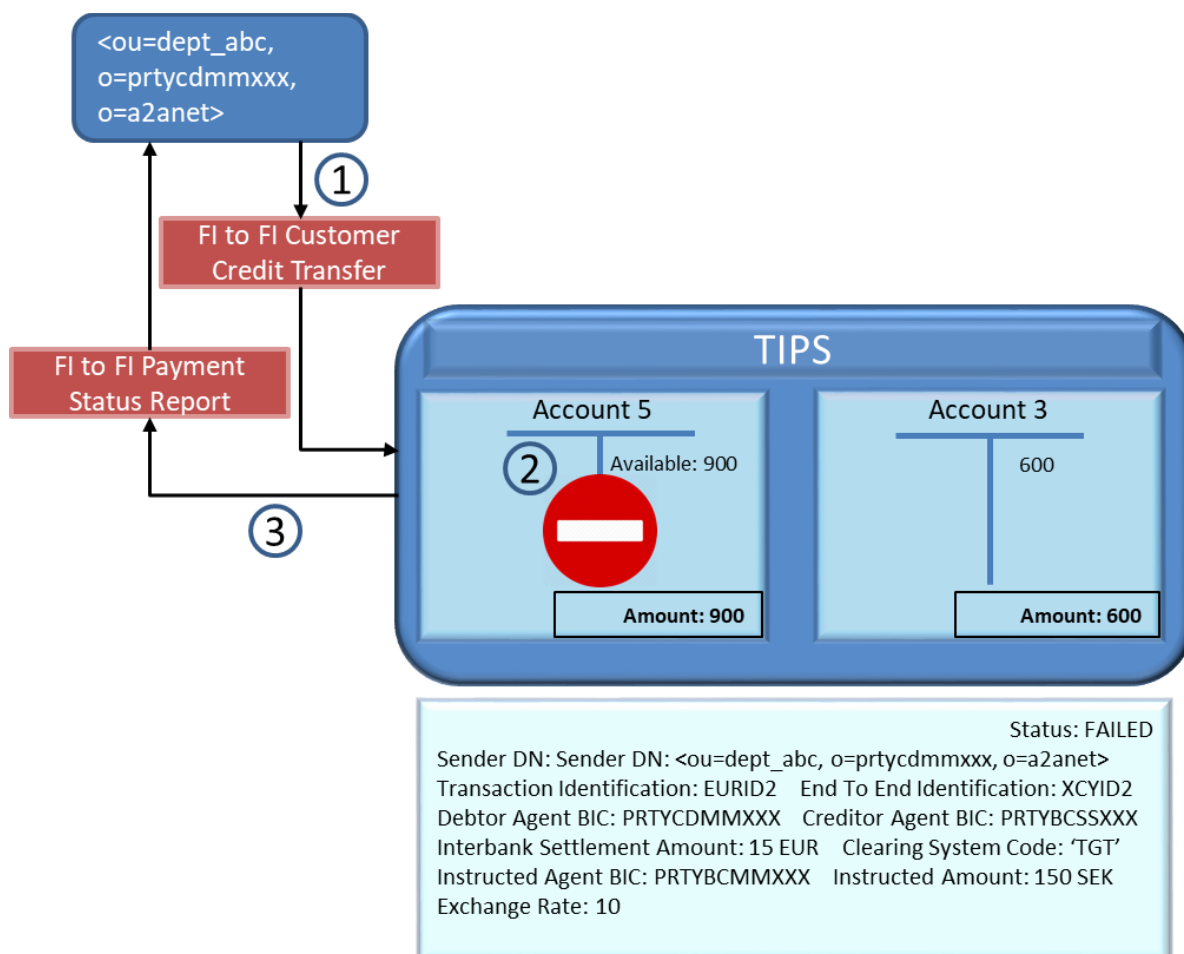 <ou=dept_abc,
o=prtycdmmxxx,
o=a2anet>
1
FI to FI Customer
Credit Transfer
FI to FI Payment
Status Report
3
TIPS
Account 5
2
Available: 900
Amount: 900
Account 3
600
Amount: 600
Status: FAILED
Sender DN: Sender DN: <ou=dept_abc, o=prtycdmmxxx, o=a2anet>
Transaction Identification: EURID2 End To End Identification: XCYID2
Debtor Agent BIC: PRTYCDMMXXX Creditor Agent BIC: PRTYBCSSXXX
Interbank Settlement Amount: 15 EUR Clearing System Code: ‘TGT’
Instructed Agent BIC: PRTYBCMMXXX Instructed Amount: 150 SEK
Exchange Rate: 10